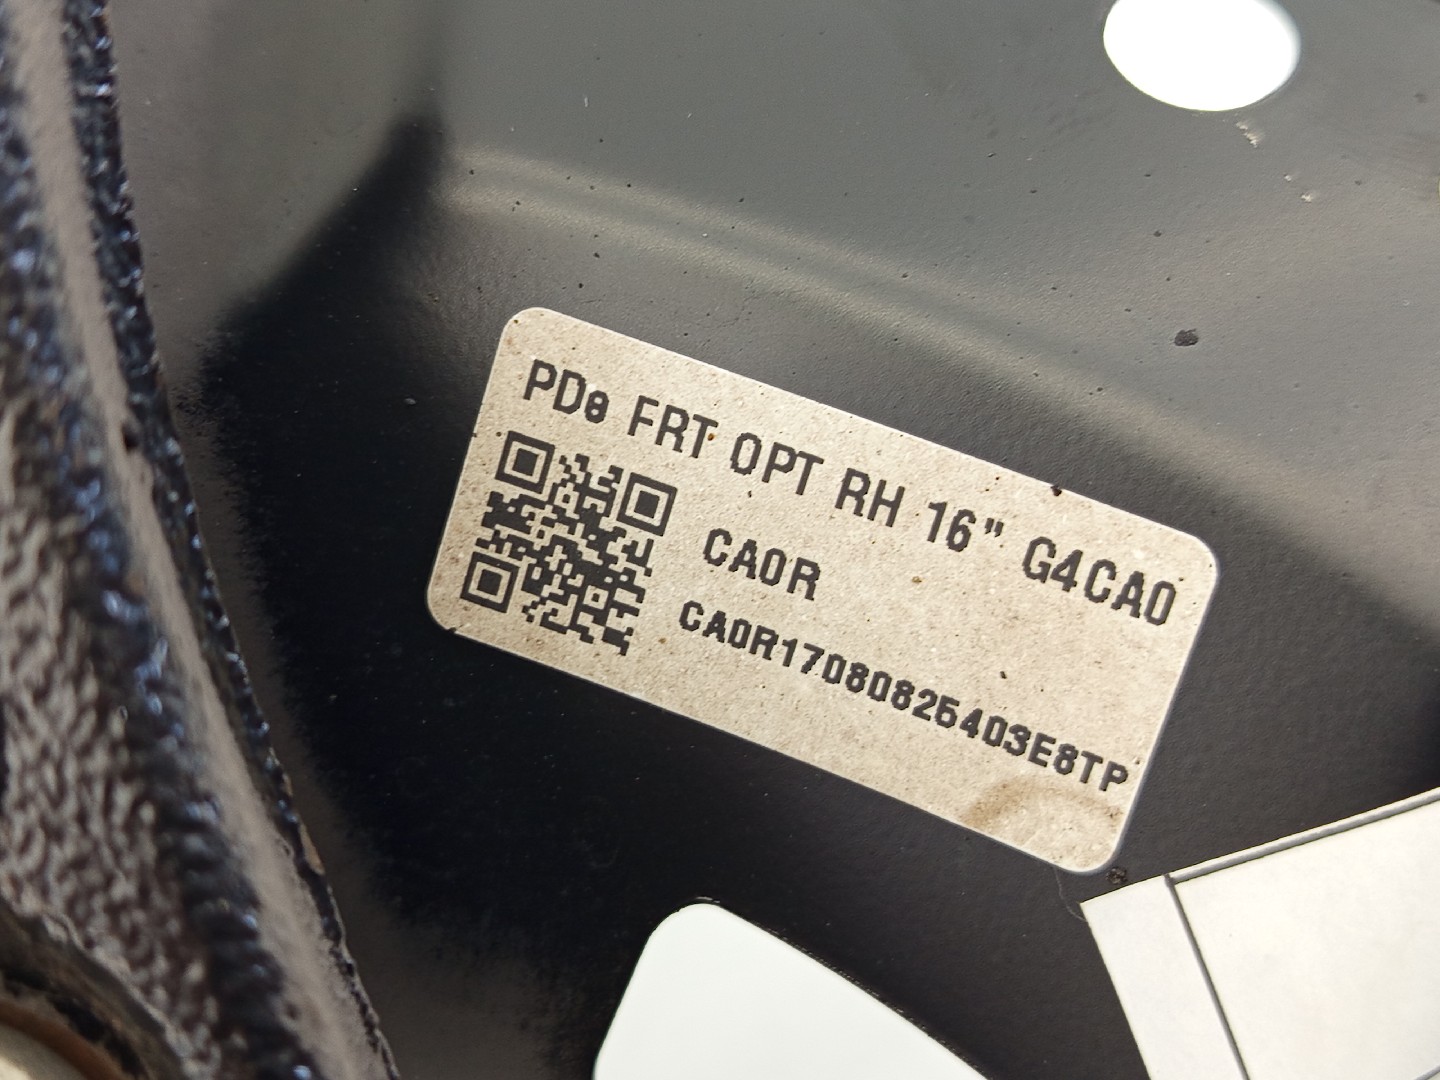 PDe FRT OPT RH 16" G4CA0
CA0R
CA0R17080825403E8TP